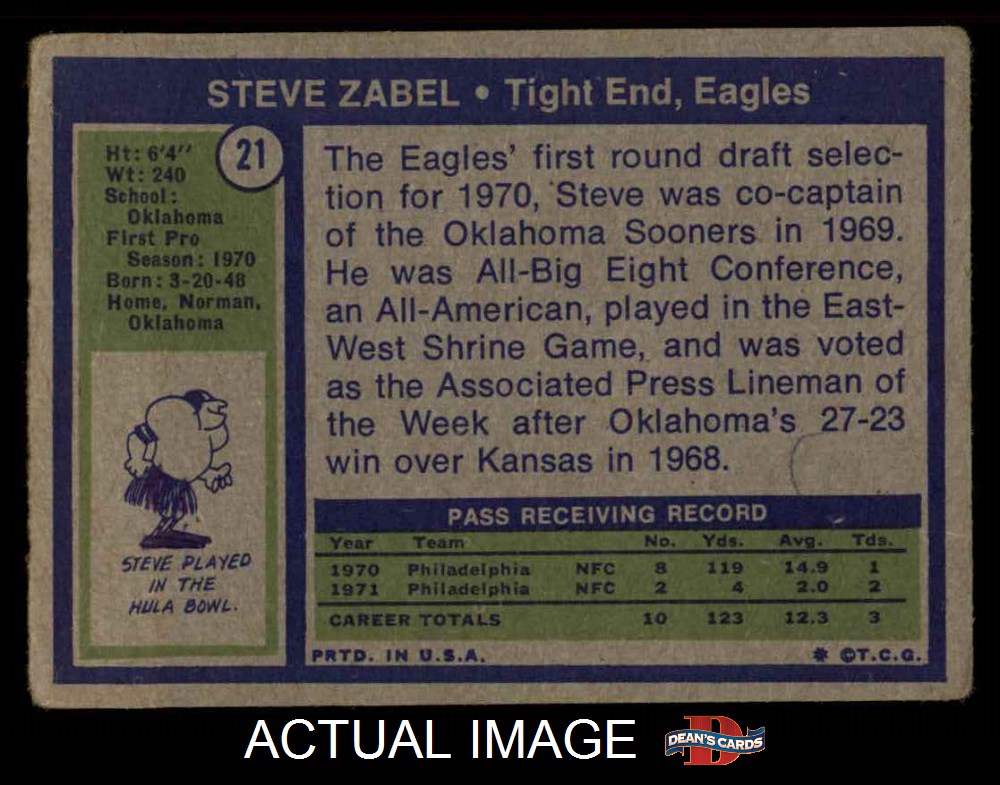 STEVE ZABEL • Tight End, Eagles
21
Ht: 6'4''
Wt: 240
School:
Oklahoma
First Pro
Season: 1970
Born: 3-20-48
Home, Norman,
Oklahoma
STEVE PLAYED
IN THE
HULA BOWL.
The Eagles' first round draft selec-
tion for 1970, Steve was co-captain
of the Oklahoma Sooners in 1969.
He was All-Big Eight Conference,
an All-American, played in the East-
West Shrine Game, and was voted
as the Associated Press Lineman of
the Week after Oklahoma's 27-23
win over Kansas in 1968.
PASS RECEIVING RECORD
Year Team No. Yds. Avg. Tds.
1970 Philadelphia NFC 8 119 14.9 1
1971 Philadelphia NFC 2 4 2.0 2
CAREER TOTALS 10 123 12.3 3
PRTD. IN U.S.A. * ©T.C.G.
ACTUAL IMAGE
D
DEAN'S CARDS